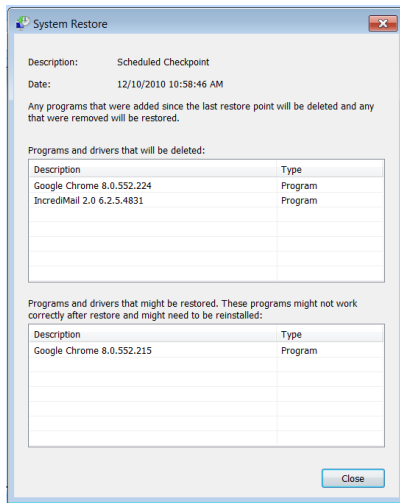 System Restore
Description: Scheduled Checkpoint
Date: 12/10/2010 10:58:46 AM
Any programs that were added since the last restore point will be deleted and any
that were removed will be restored.
Programs and drivers that will be deleted:
Description Type
Google Chrome 8.0.552.224 Program
IncrediMail 2.0 6.2.5.4831 Program
Programs and drivers that might be restored. These programs might not work
correctly after restore and might need to be reinstalled:
Description Type
Google Chrome 8.0.552.215 Program
Close